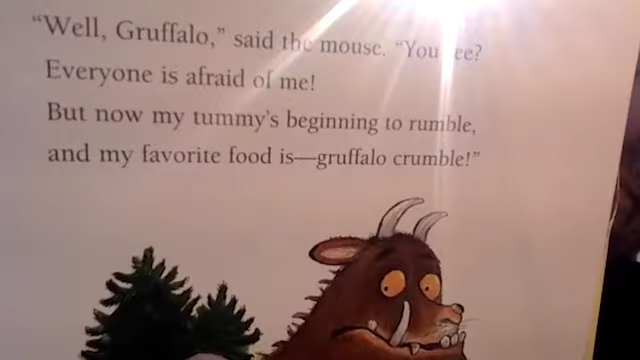 “Well, Gruffalo,” said the mouse. “You see?
Everyone is afraid of me!
But now my tummy's beginning to rumble,
and my favorite food is—gruffalo crumble!”